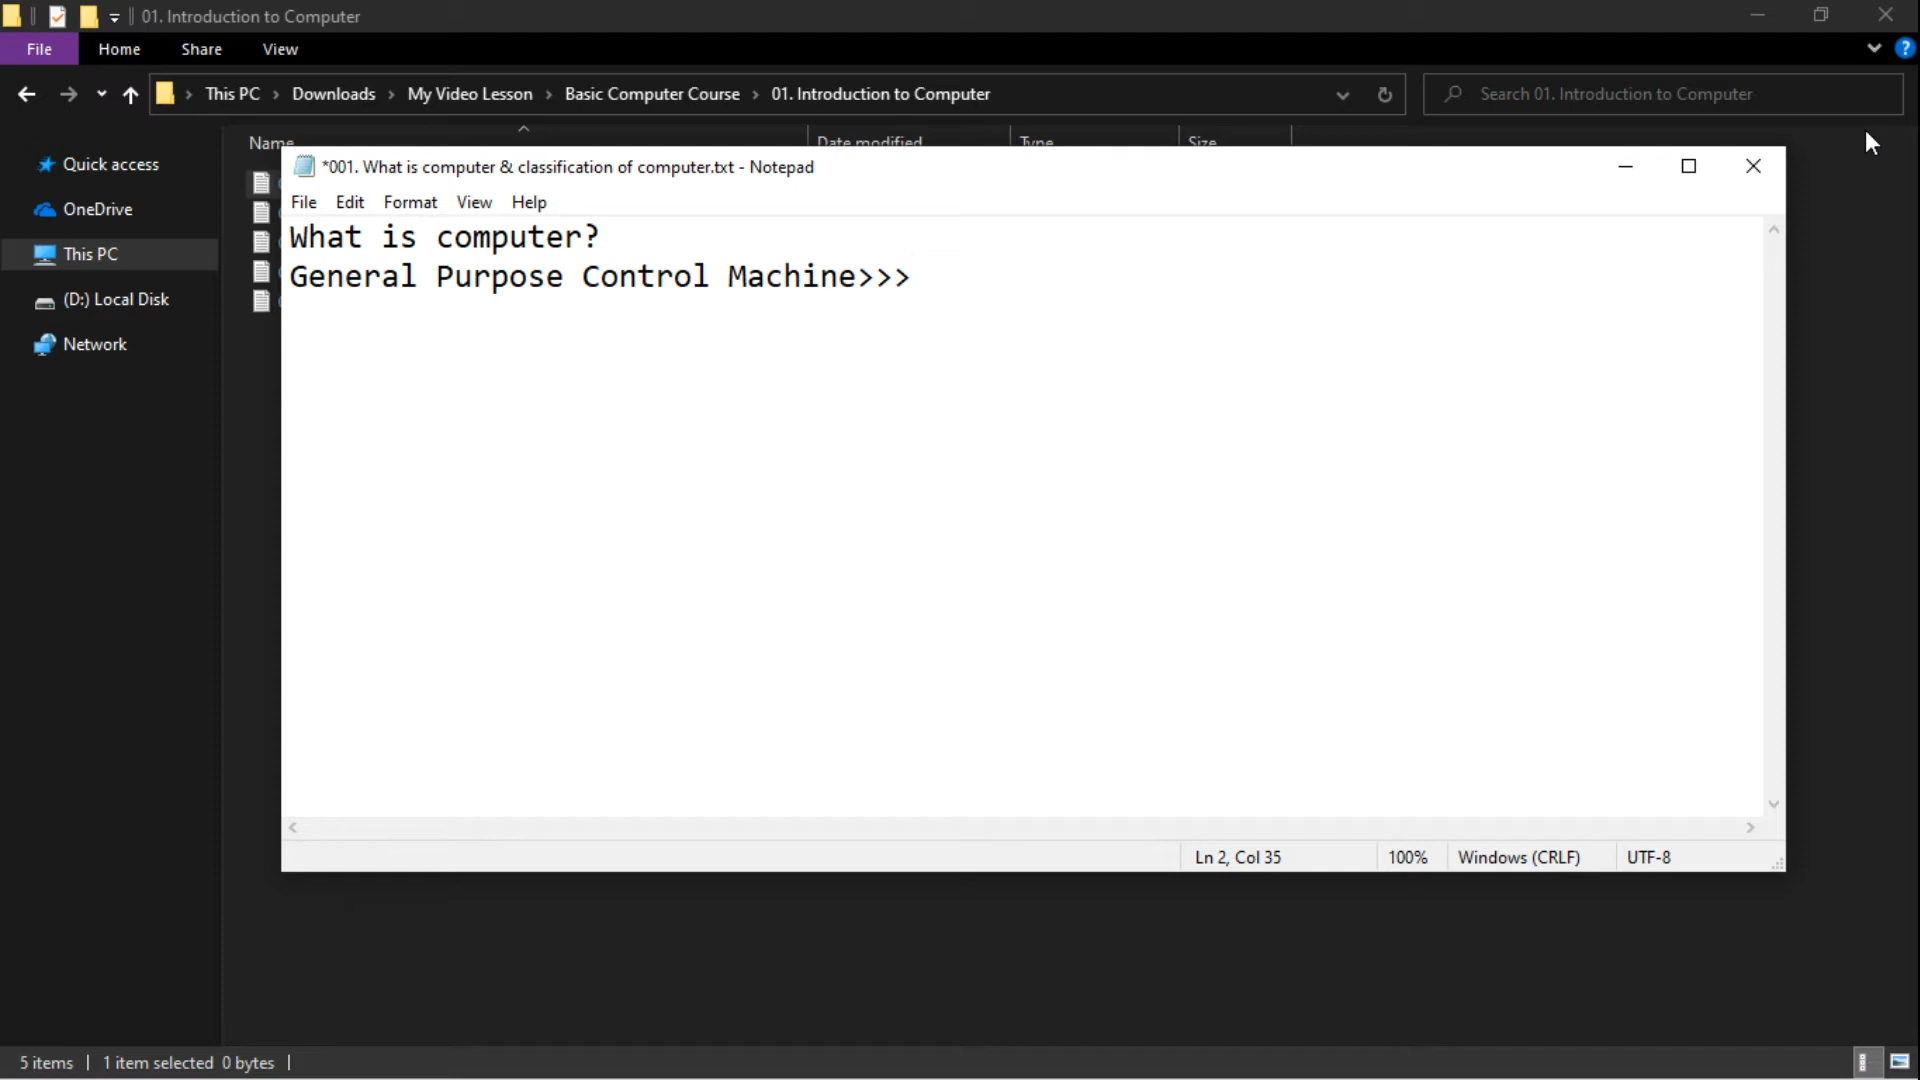 01. Introduction to Computer
File Home Share View
This PC Downloads My Video Lesson Basic Computer Course 01. Introduction to Computer
Search 01. Introduction to Computer
Name Date modified Type Size
Quick access
OneDrive
This PC
(D:) Local Disk
Network
*001. What is computer & classification of computer.txt - Notepad
File Edit Format View Help
What is computer?
General Purpose Control Machine>>>
Ln 2, Col 35 100% Windows (CRLF) UTF-8
5 items 1 item selected 0 bytes